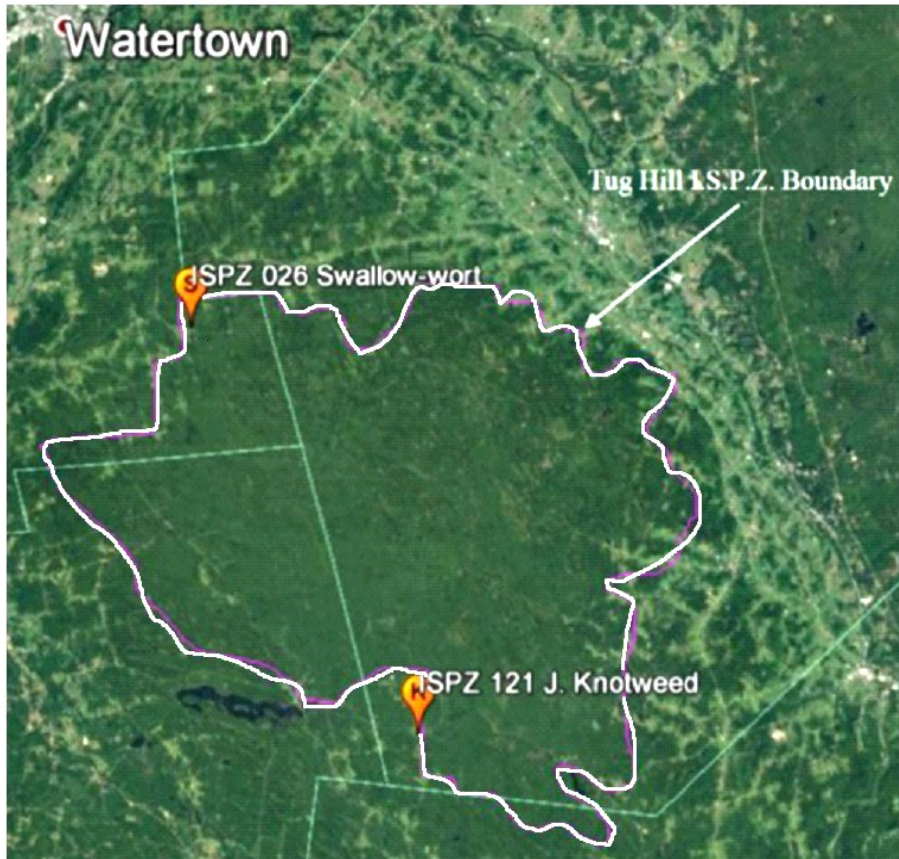 Watertown
Tug Hill I.S.P.Z. Boundary
ISPZ 026 Swallow-wort
S
ISPZ 121 J. Knotweed
K